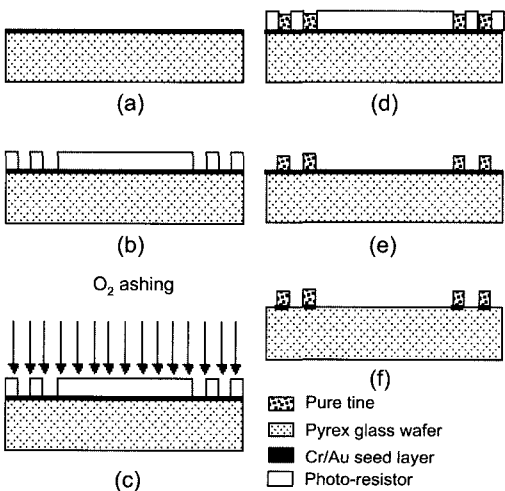 (a)
(b)
O₂ ashing
(c)
(d)
(e)
(f)
Pure tine
Pyrex glass wafer
Cr/Au seed layer
Photo-resistor